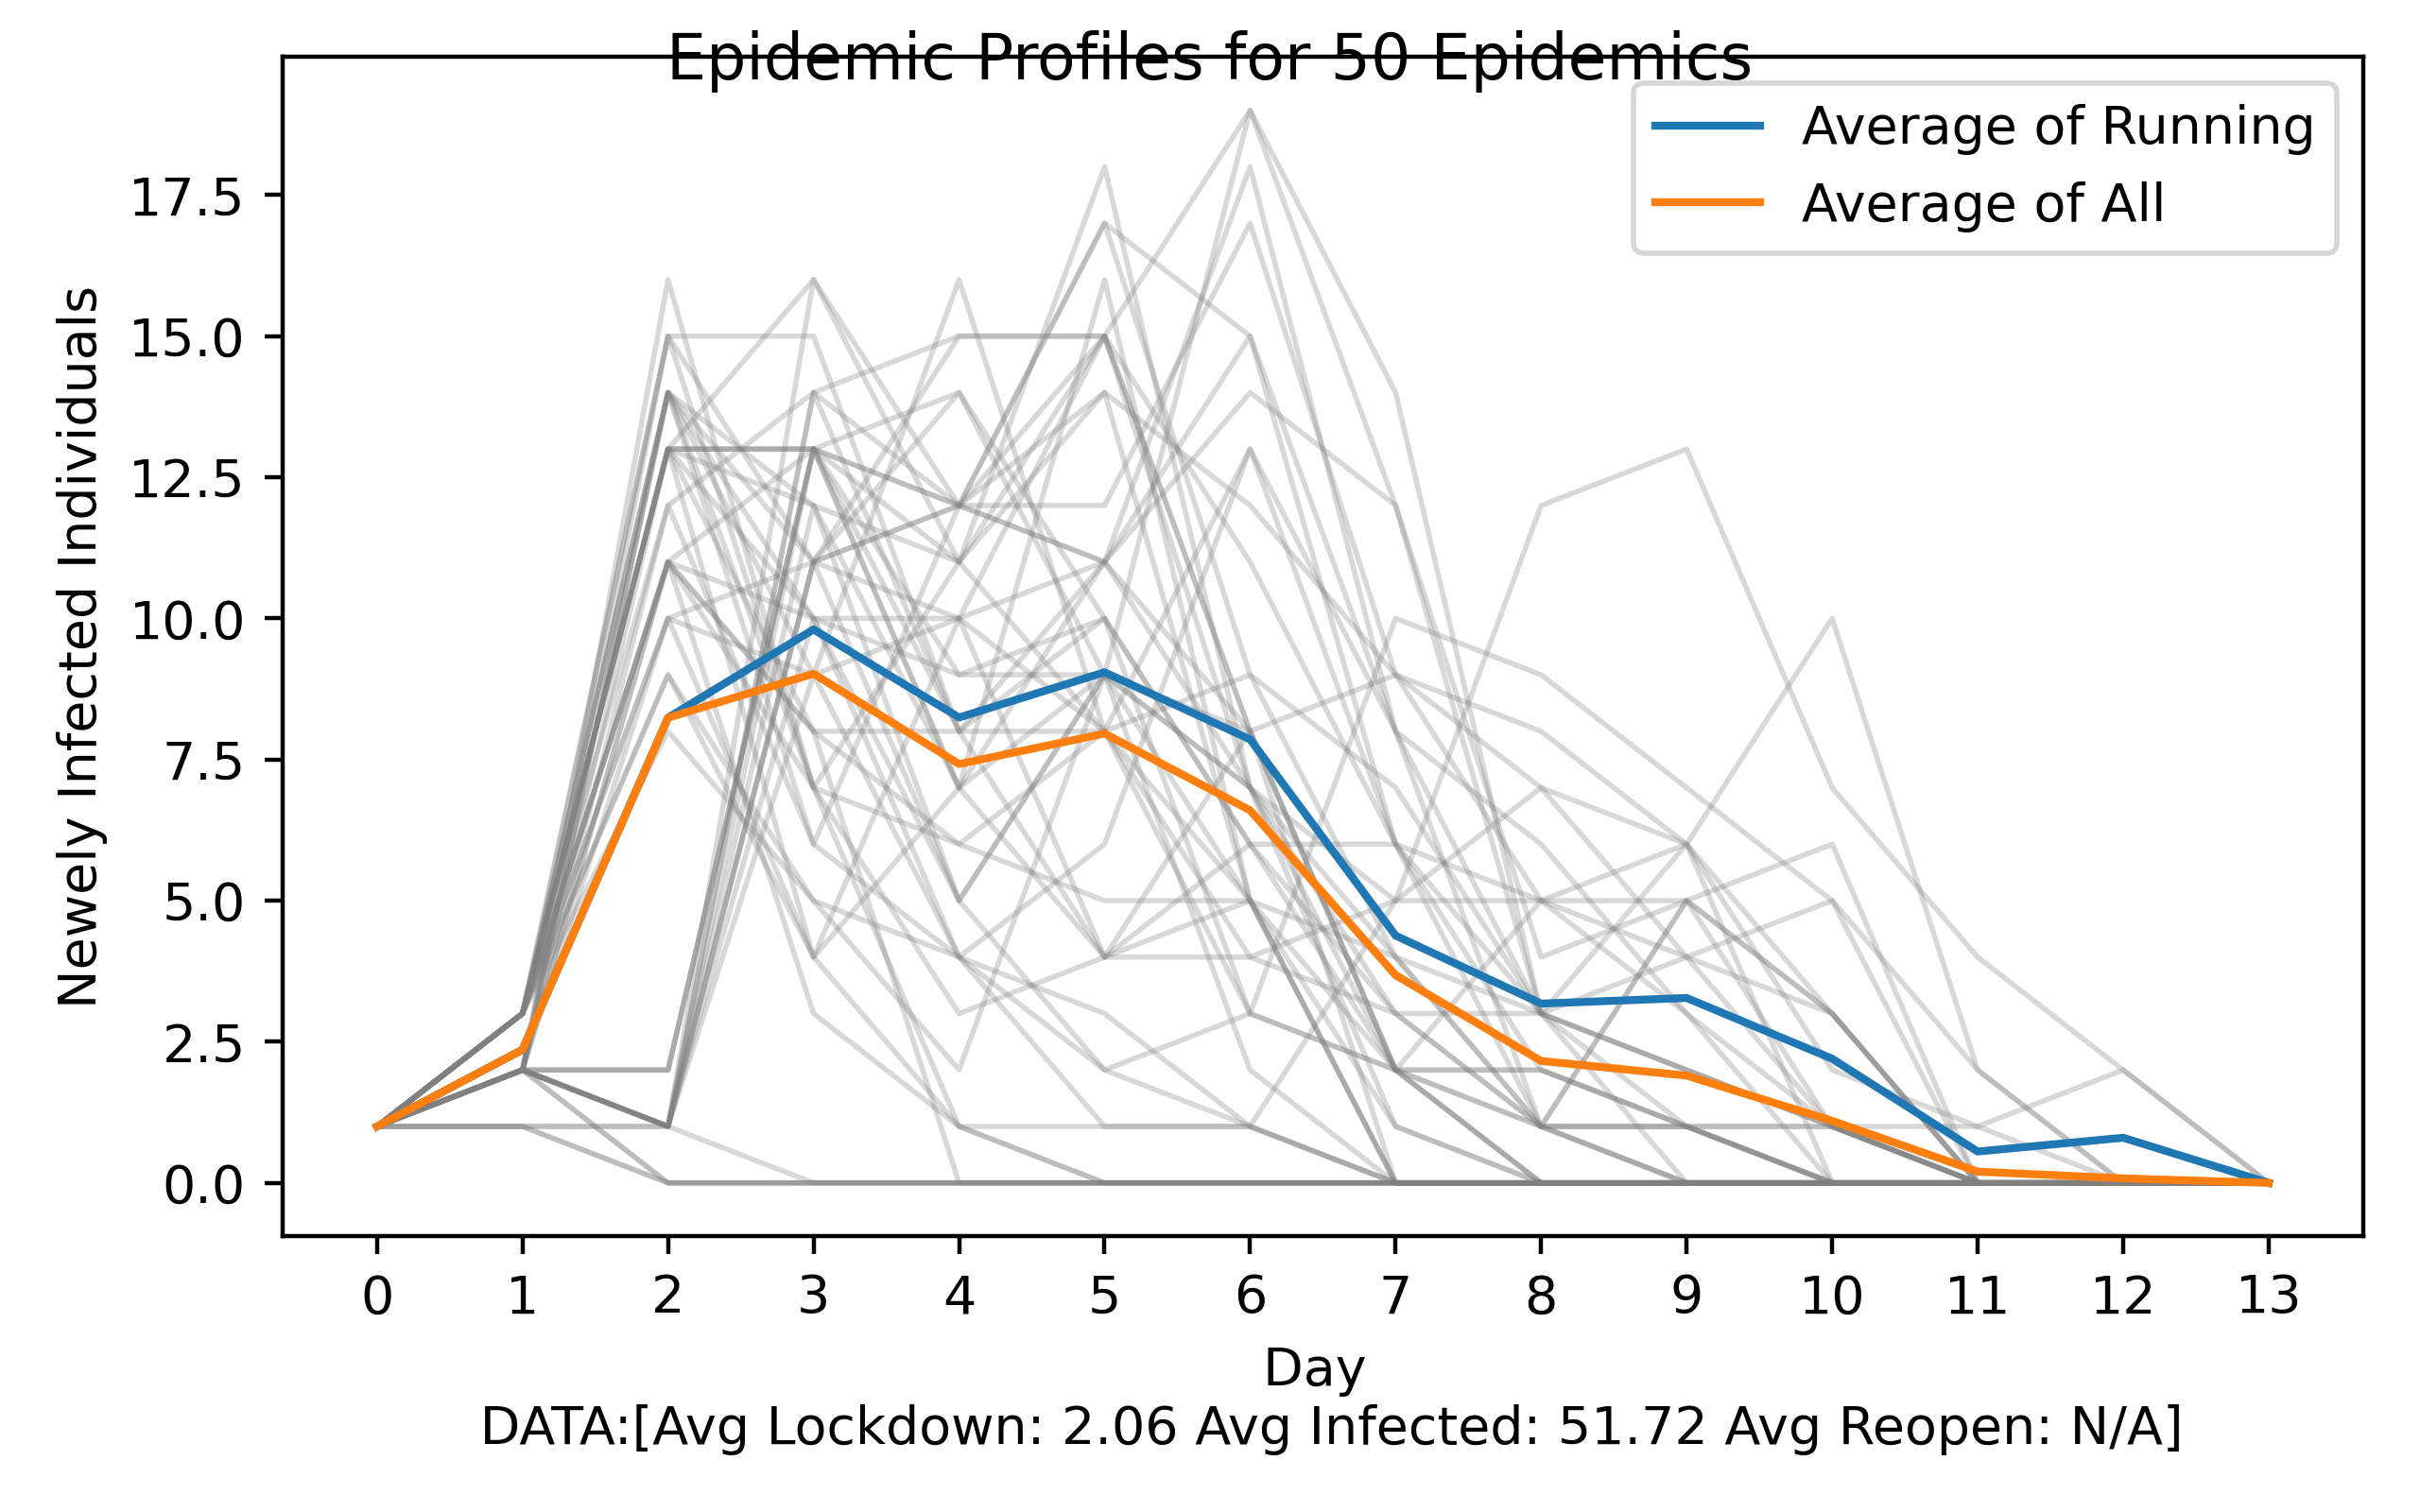 Epidemic Profiles for 50 Epidemics
Average of Running
Average of All
Newely Infected Individuals
17.5
15.0
12.5
10.0
7.5
5.0
2.5
0.0
0 1 2 3 4 5 6 7 8 9 10 11 12 13
Day
DATA:[Avg Lockdown: 2.06 Avg Infected: 51.72 Avg Reopen: N/A]